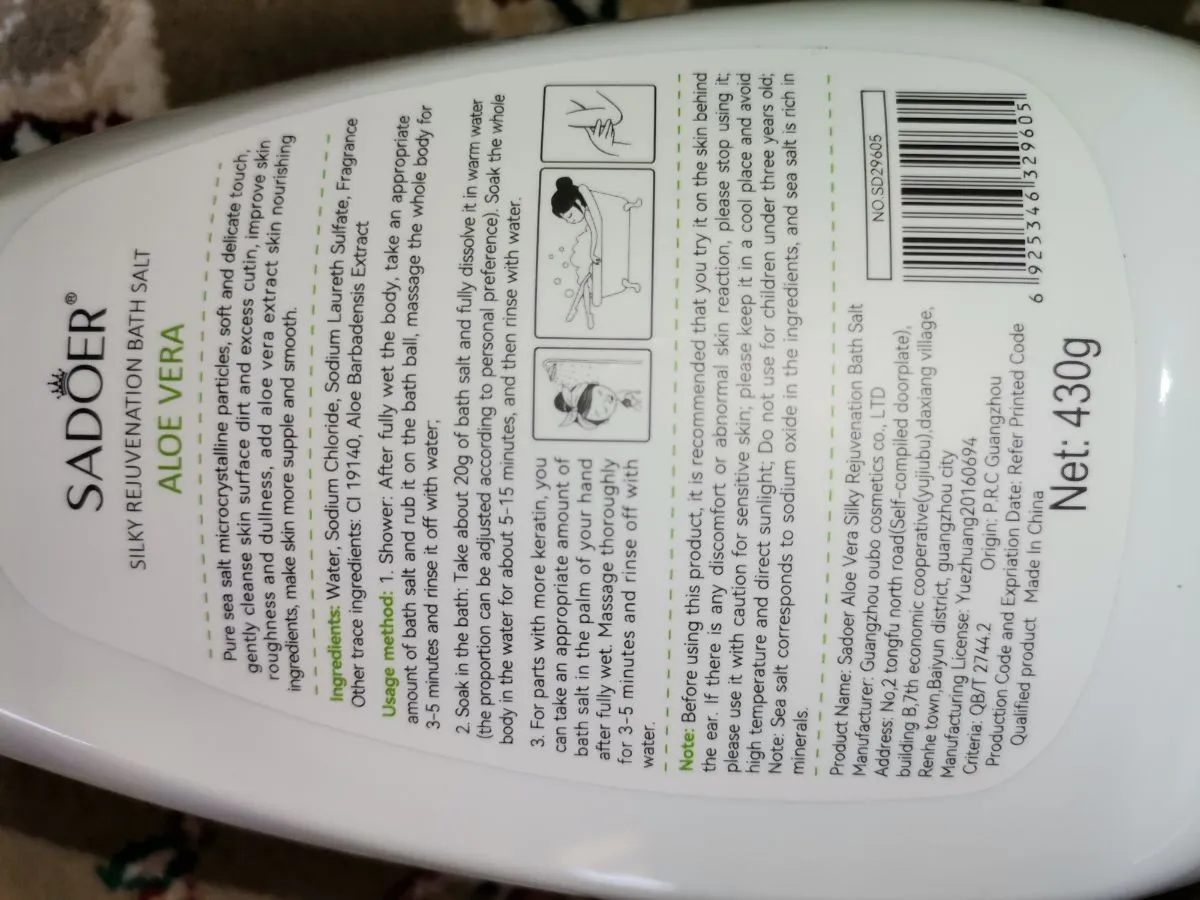 SADOER®
SILKY REJUVENATION BATH SALT
ALOE VERA
Pure sea salt microcrystalline particles, soft and delicate touch,
gently cleanse skin surface dirt and excess cutin, improve skin
roughness and dullness, add aloe vera extract skin nourishing
ingredients, make skin more supple and smooth.
Ingredients: Water, Sodium Chloride, Sodium Laureth Sulfate, Fragrance
Other trace ingredients: CI 19140, Aloe Barbadensis Extract
Usage method: 1. Shower: After fully wet the body, take an appropriate
amount of bath salt and rub it on the bath ball, massage the whole body for
3-5 minutes and rinse it off with water;
2. Soak in the bath: Take about 20g of bath salt and fully dissolve it in warm water
(the proportion can be adjusted according to personal preference). Soak the whole
body in the water for about 5-15 minutes, and then rinse with water.
3. For parts with more keratin, you
can take an appropriate amount of
bath salt in the palm of your hand
after fully wet. Massage thoroughly
for 3-5 minutes and rinse off with
water.
Note: Before using this product, it is recommended that you try it on the skin behind
the ear. If there is any discomfort or abnormal skin reaction, please stop using it;
please use it with caution for sensitive skin; please keep it in a cool place and avoid
high temperature and direct sunlight; Do not use for children under three years old;
Note: Sea salt corresponds to sodium oxide in the ingredients, and sea salt is rich in
minerals.
Product Name: Sadoer Aloe Vera Silky Rejuvenation Bath Salt
Manufacturer: Guangzhou oubo cosmetics co., LTD
Address: No,2 tongfu north road(Self-compiled doorplate),
building B,7th economic cooperative(yujiubu),daxiang village,
Renhe town,Baiyun district, guangzhou city
Manufacturing License: Yuezhuang20160694
Criteria: QB/T 2744.2 Origin: P.R.C Guangzhou
Production Code and Expriation Date: Refer Printed Code
Qualified product Made In China
NO.SD29605
6 925346 329605
Net: 430g